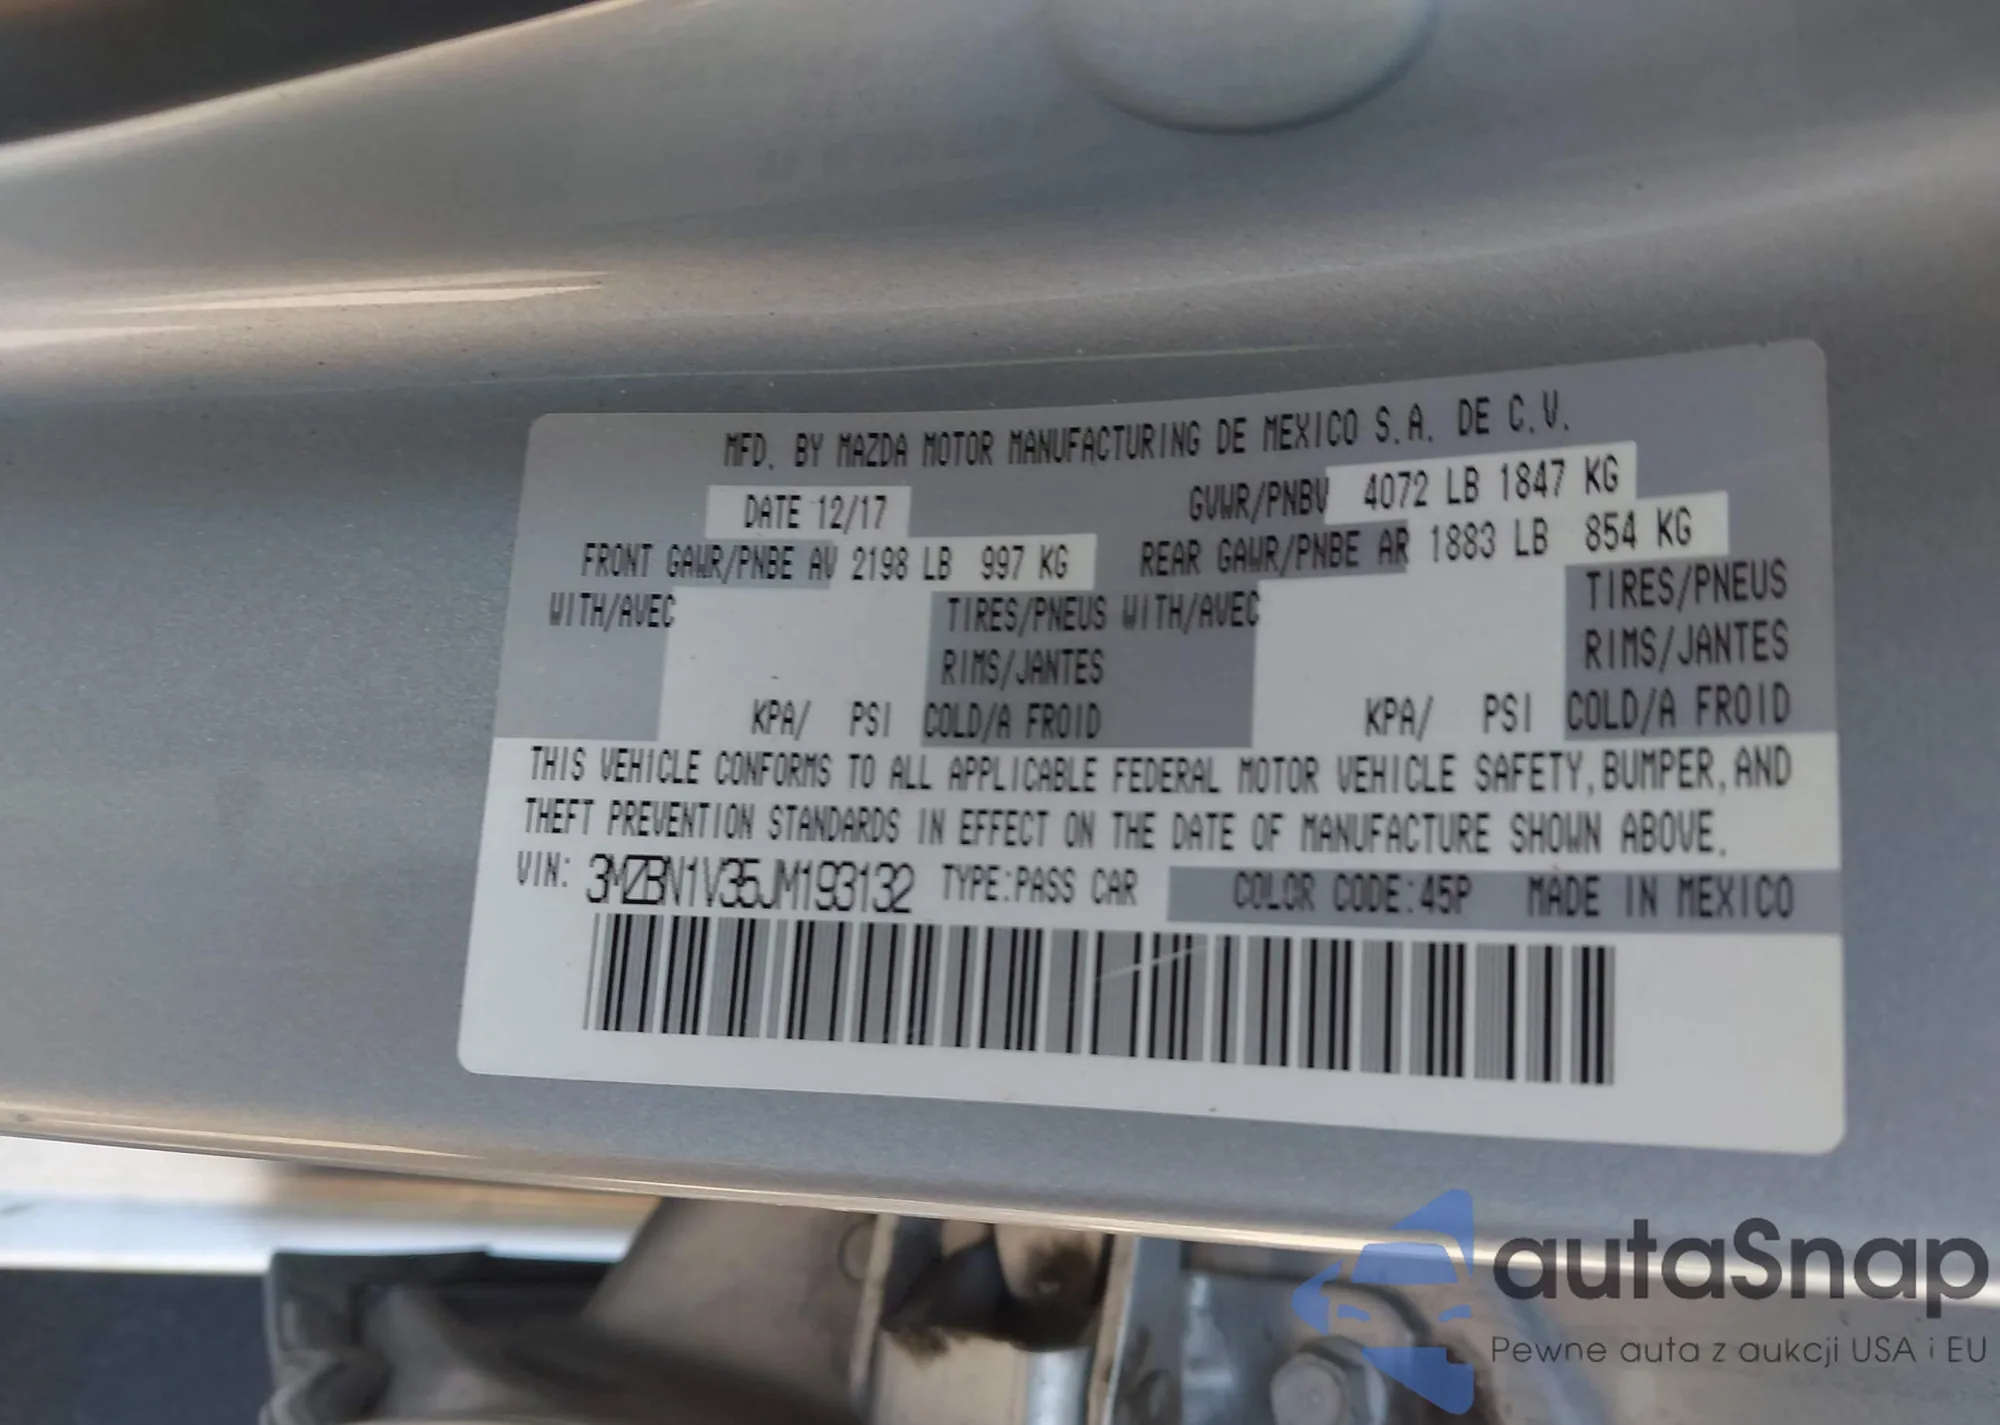 MFD. BY MAZDA MOTOR MANUFACTURING DE MEXICO S.A. DE C.V.
DATE 12/17 GVWR/PNBV 4072 LB 1847 KG
FRONT GAWR/PNBE AV 2198 LB 997 KG REAR GAWR/PNBE AR 1883 LB 854 KG
WITH/AVEC TIRES/PNEUS WITH/AVEC TIRES/PNEUS
RIMS/JANTES RIMS/JANTES
KPA/ PSI COLD/A FROID KPA/ PSI COLD/A FROID
THIS VEHICLE CONFORMS TO ALL APPLICABLE FEDERAL MOTOR VEHICLE SAFETY, BUMPER, AND
THEFT PREVENTION STANDARDS IN EFFECT ON THE DATE OF MANUFACTURE SHOWN ABOVE.
VIN: 3MZBN1V35JM193132 TYPE:PASS CAR COLOR CODE:45P MADE IN MEXICO
autaSnap
Pewne auta z aukcji USA i EU